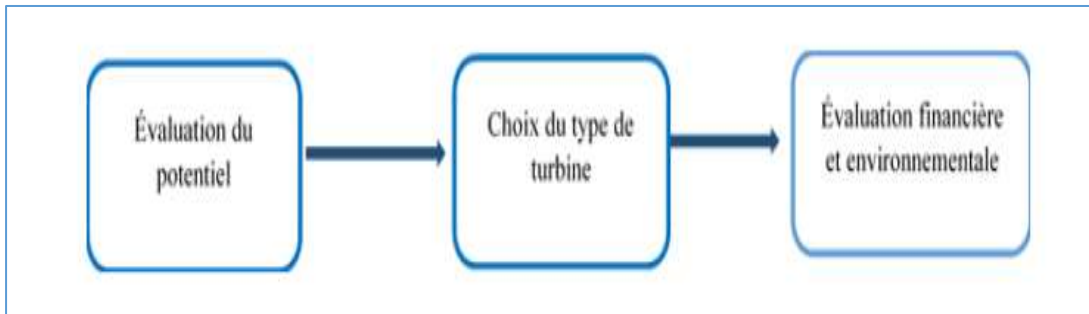 Évaluation du
potentiel
Choix du type de
turbine
Évaluation financière
et environnementale